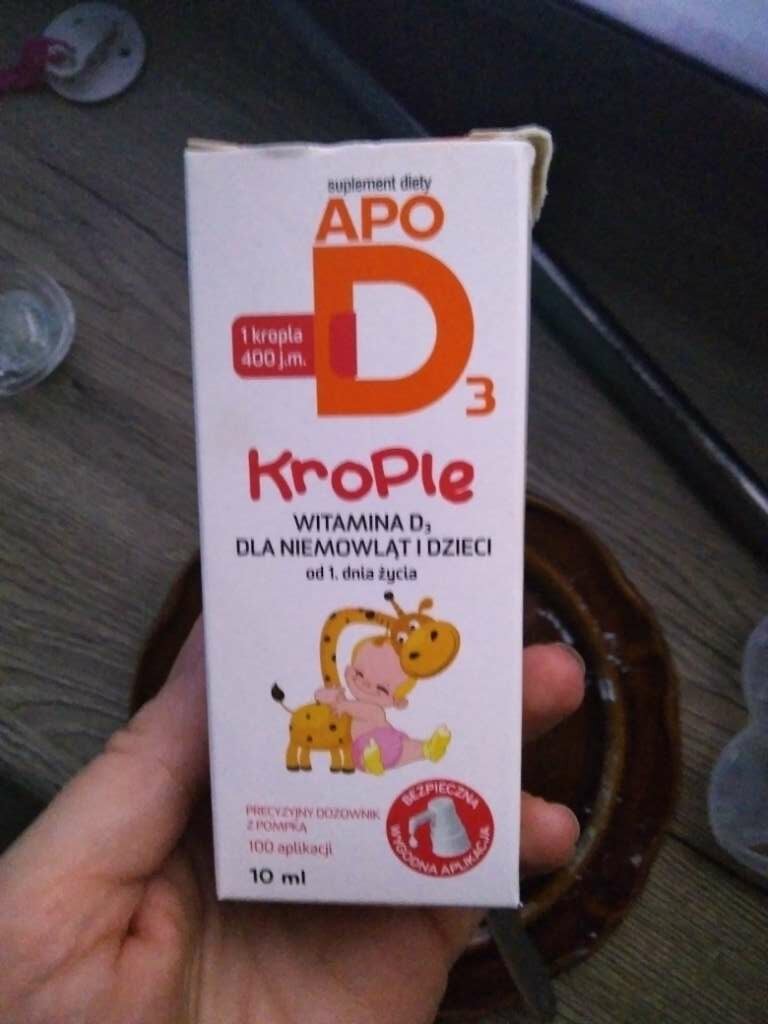 suplement diety
APO
D3
1 kropla
400 j.m.
KroPle
WITAMINA D3
DLA NIEMOWLĄT I DZIECI
od 1. dnia życia
PRECYZYJNY DOZOWNIK
Z POMPKĄ
100 aplikacji
10 ml
BEZPIECZNA
WYGODNA APLIKACJA